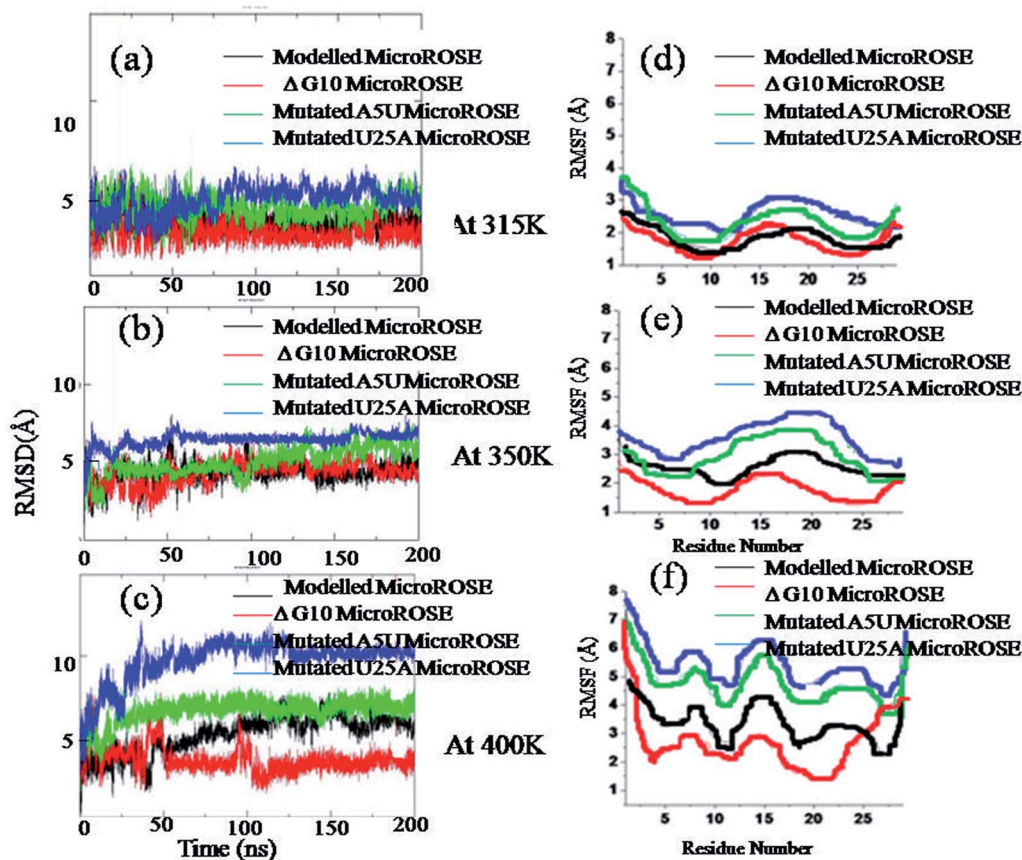 (a)
Modelled MicroROSE
Δ G10 MicroROSE
Mutated A5U MicroROSE
Mutated U25A MicroROSE
10
5
0 50 100 150 200
At 315K
(d)
Modelled MicroROSE
Δ G10 MicroROSE
Mutated A5U MicroROSE
Mutated U25A MicroROSE
RMSF (Å)
8
7
6
5
4
3
2
1
5 10 15 20 25
(b)
Modelled MicroROSE
Δ G10 MicroROSE
Mutated A5U MicroROSE
Mutated U25A MicroROSE
RMSD(Å)
10
5
0 50 100 150 200
At 350K
(e)
Modelled MicroROSE
Δ G10 MicroROSE
Mutated A5U MicroROSE
Mutated U25A MicroROSE
RMSF (Å)
8
7
6
5
4
3
2
1
5 10 15 20 25
Residue Number
(c)
Modelled MicroROSE
Δ G10 MicroROSE
Mutated A5U MicroROSE
Mutated U25A MicroROSE
10
5
0 50 100 150 200
Time (ns)
At 400K
(f)
Modelled MicroROSE
Δ G10 MicroROSE
Mutated A5U MicroROSE
Mutated U25A MicroROSE
RMSF (Å)
8
7
6
5
4
3
2
1
5 10 15 20 25
Residue Number